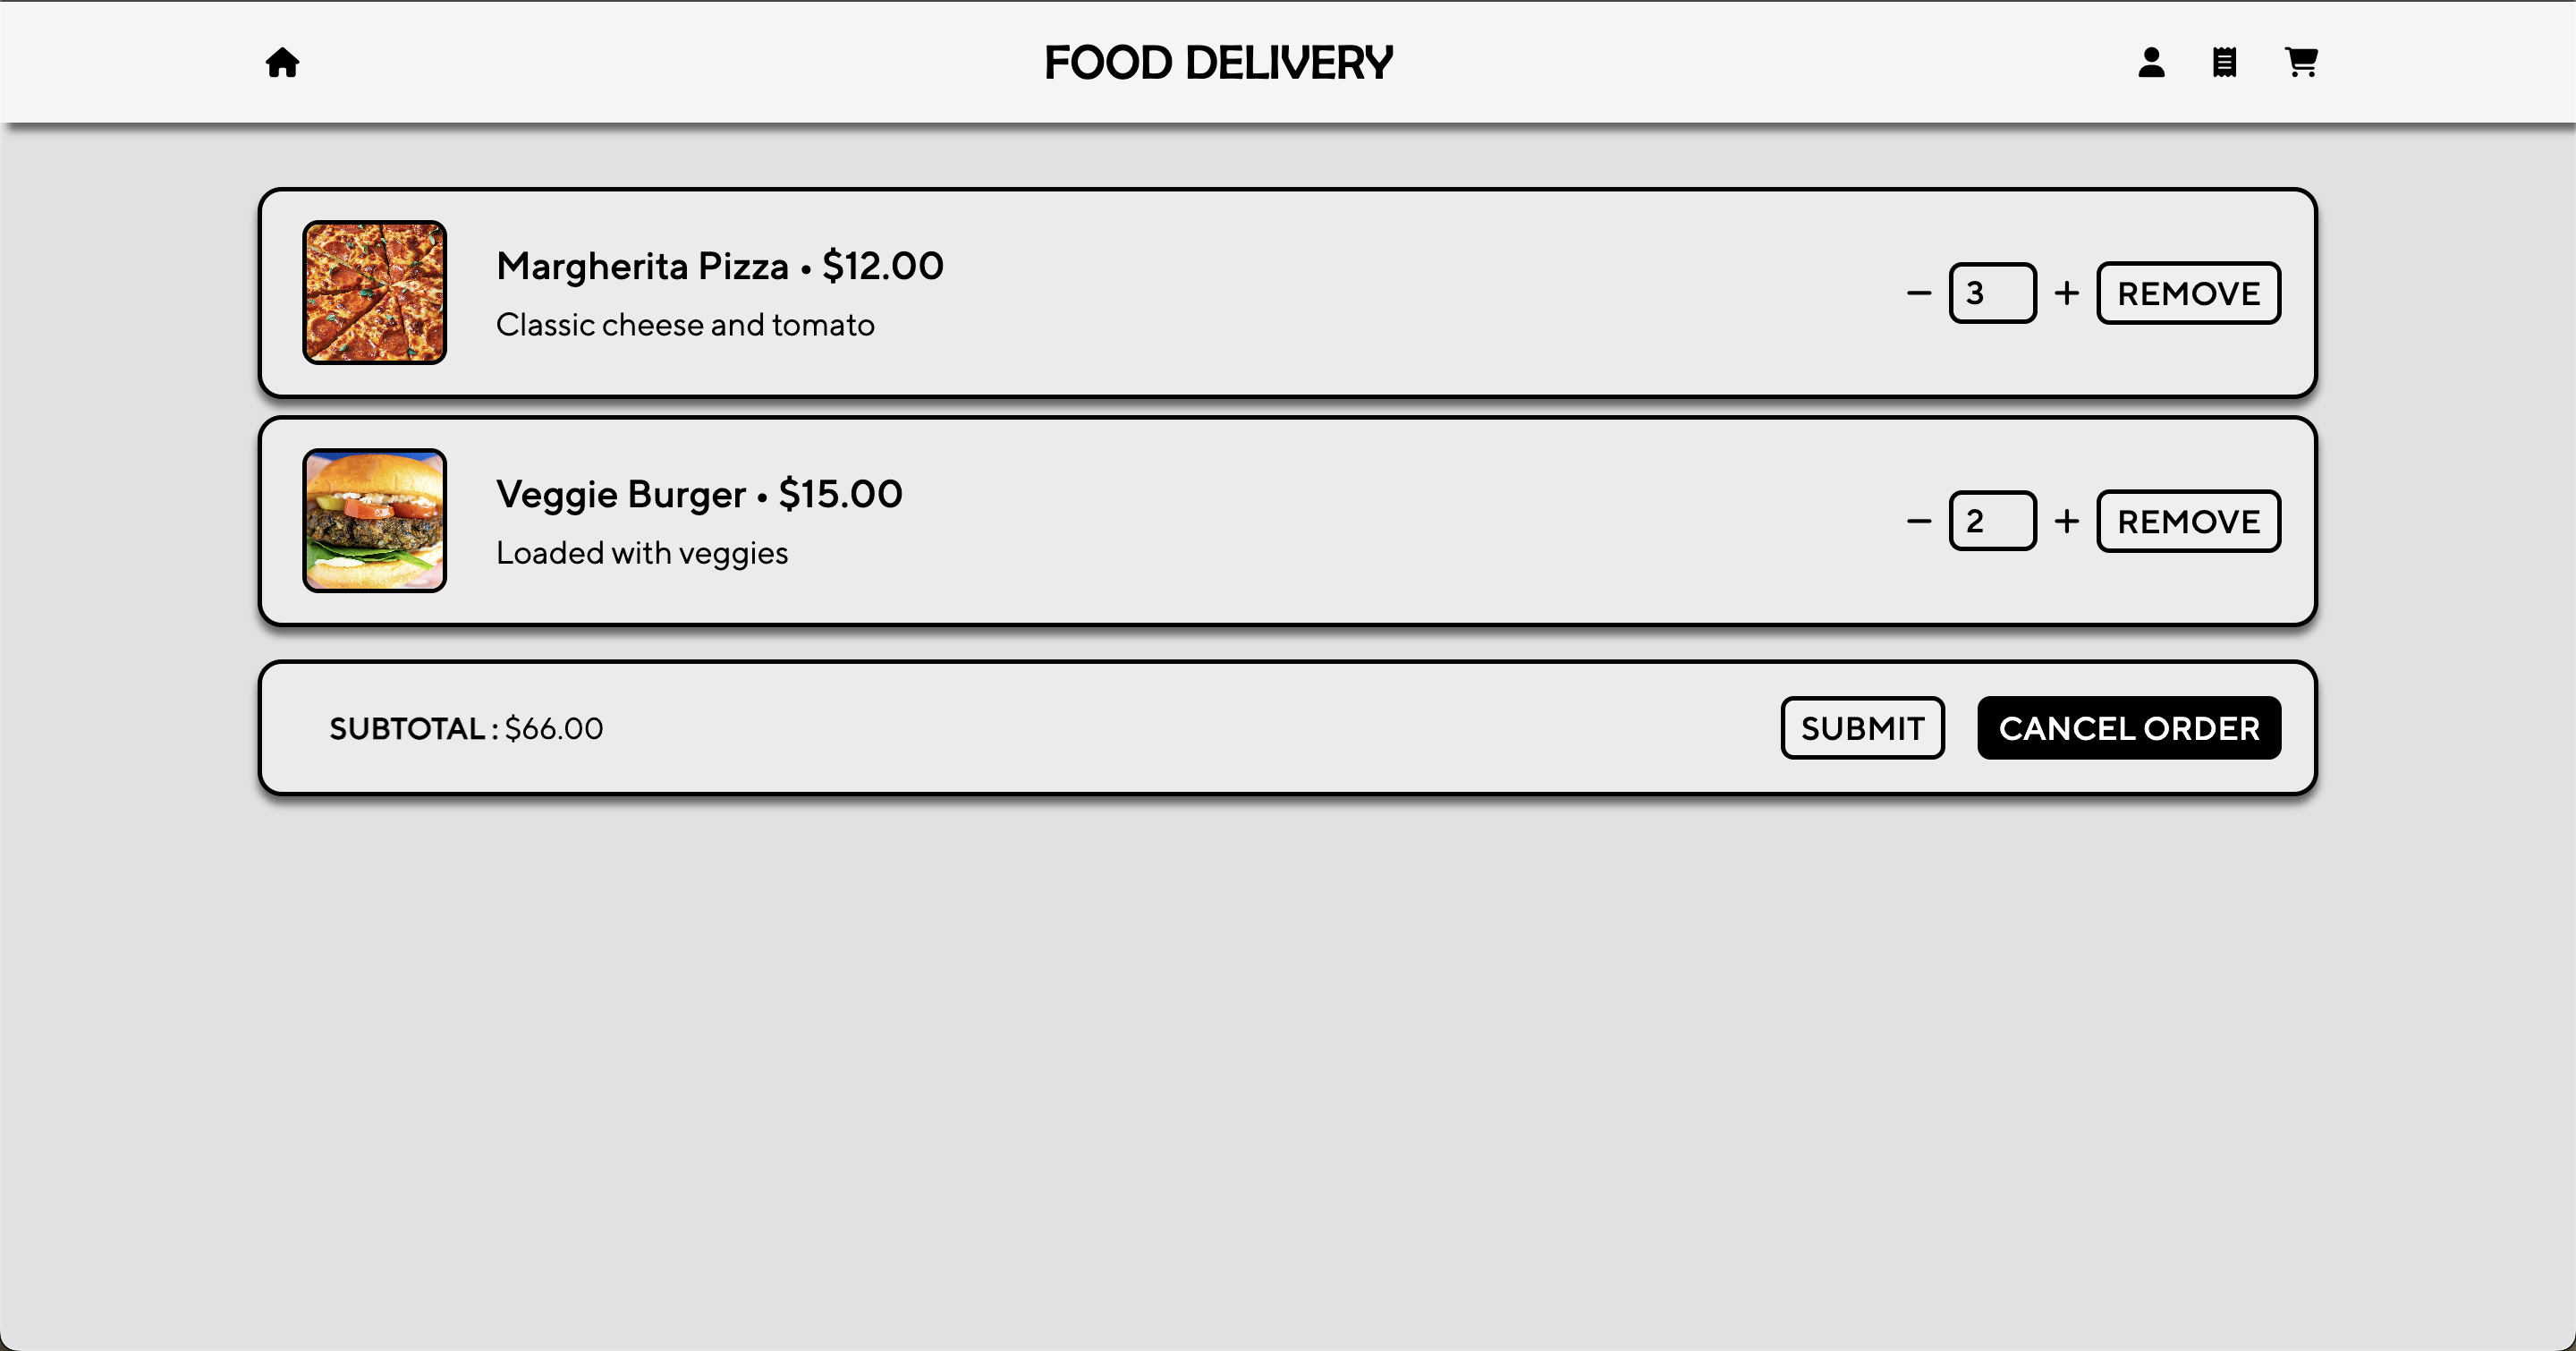 FOOD DELIVERY
Margherita Pizza • $12.00
Classic cheese and tomato
− 3 + REMOVE
Veggie Burger • $15.00
Loaded with veggies
− 2 + REMOVE
SUBTOTAL : $66.00
SUBMIT
CANCEL ORDER